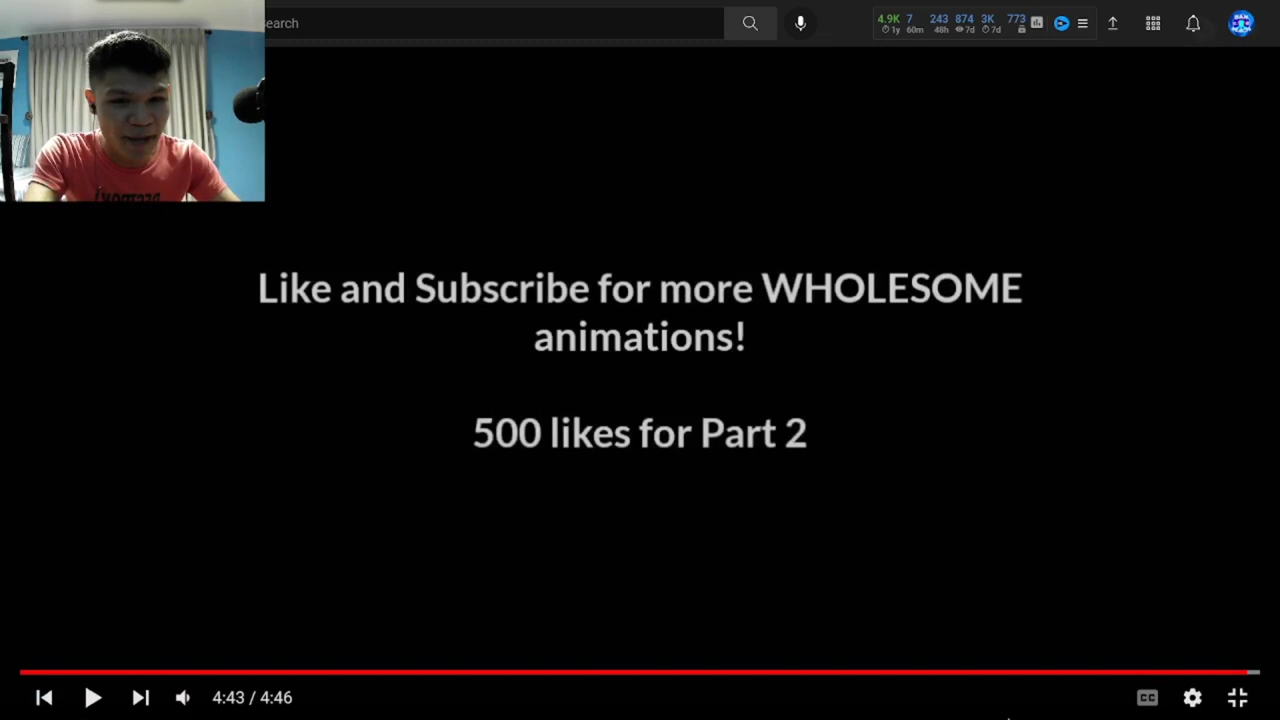 earch
4.9K 7 243 874 3K 773
1y 60m 48h 7d 7d
Like and Subscribe for more WHOLESOME
animations!
500 likes for Part 2
4:43 / 4:46
CC